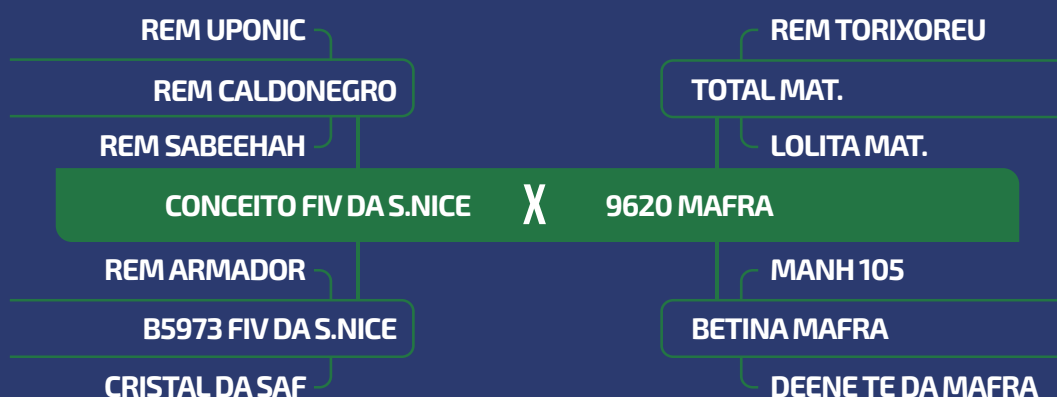 REM UPONIC
REM TORIXOREU
REM CALDONEGRO
TOTAL MAT.
REM SABEEHAH
LOLITA MAT.
CONCEITO FIV DA S.NICE X 9620 MAFRA
REM ARMADOR
MANH 105
B5973 FIV DA S.NICE
BETINA MAFRA
CRISTAL DA SAF
DEENE TE DA MAFRA